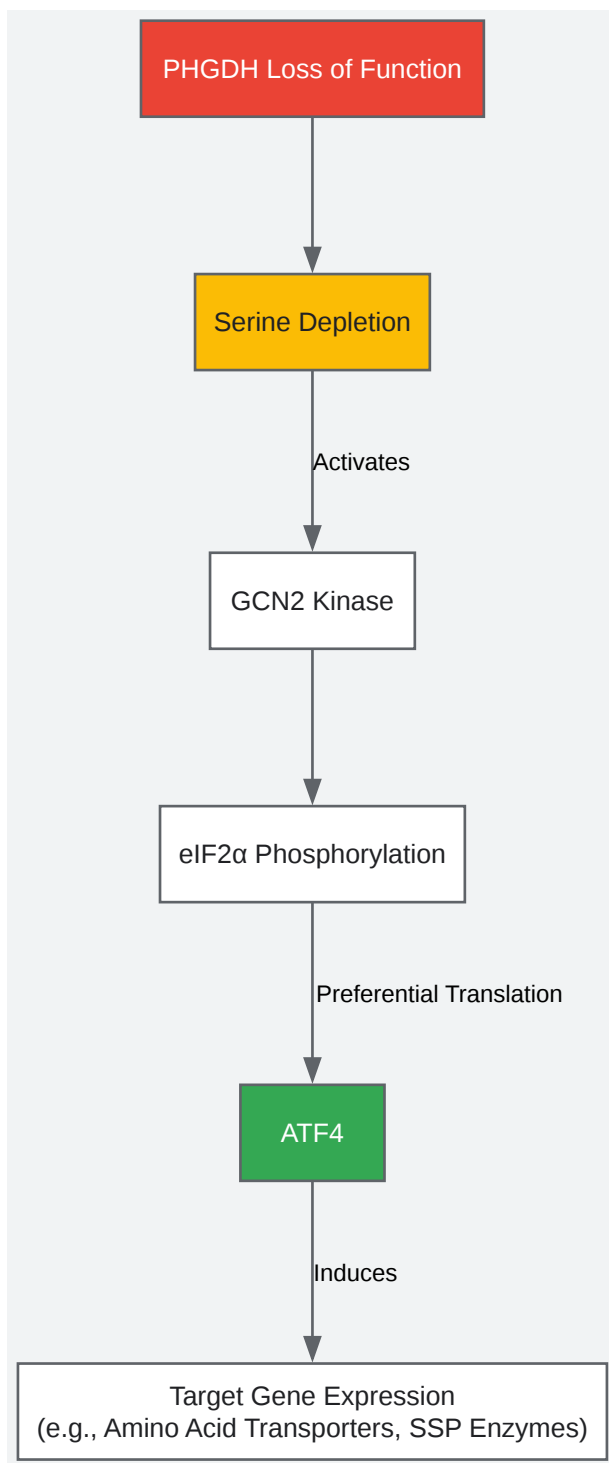 PHGDH Loss of Function
Serine Depletion
Activates
GCN2 Kinase
eIF2α Phosphorylation
Preferential Translation
ATF4
Induces
Target Gene Expression
(e.g., Amino Acid Transporters, SSP Enzymes)